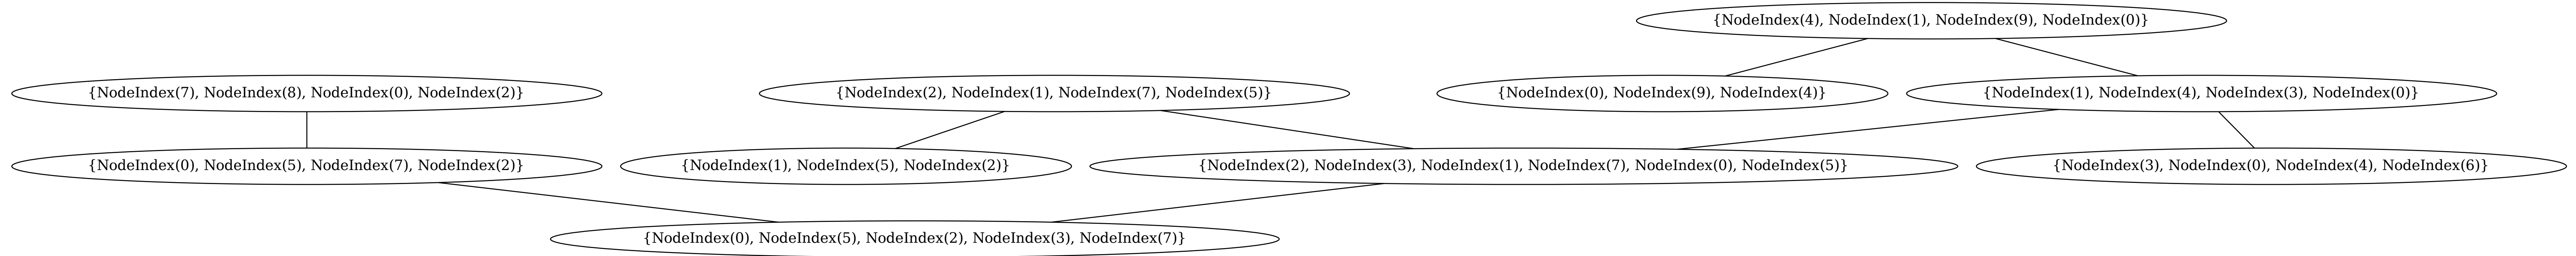 {NodeIndex(4), NodeIndex(1), NodeIndex(9), NodeIndex(0)}
{NodeIndex(7), NodeIndex(8), NodeIndex(0), NodeIndex(2)}
{NodeIndex(2), NodeIndex(1), NodeIndex(7), NodeIndex(5)}
{NodeIndex(0), NodeIndex(9), NodeIndex(4)}
{NodeIndex(1), NodeIndex(4), NodeIndex(3), NodeIndex(0)}
{NodeIndex(0), NodeIndex(5), NodeIndex(7), NodeIndex(2)}
{NodeIndex(1), NodeIndex(5), NodeIndex(2)}
{NodeIndex(2), NodeIndex(3), NodeIndex(1), NodeIndex(7), NodeIndex(0), NodeIndex(5)}
{NodeIndex(3), NodeIndex(0), NodeIndex(4), NodeIndex(6)}
{NodeIndex(0), NodeIndex(5), NodeIndex(2), NodeIndex(3), NodeIndex(7)}